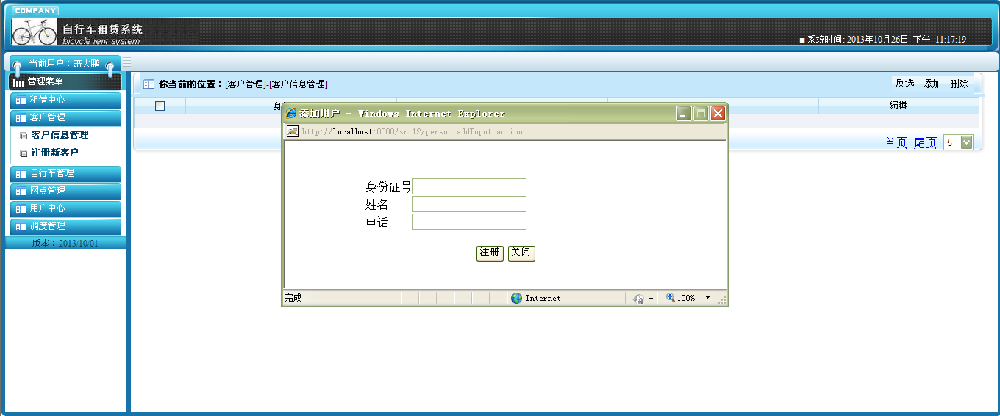 COMPANY
自行车租赁系统
bicycle rent system
■ 系统时间: 2013年10月26日 下午 11:17:19
当前用户：萧大鹏
管理菜单
租借中心
客户管理
客户信息管理
注册新客户
自行车管理
网点管理
用户中心
调度管理
版本：2013/10/01
你当前的位置：[客户管理]-[客户信息管理]
反选 添加 删除
身 编辑
首页 尾页 5
添加用户 - Windows Internet Explorer
http://localhost:8080/srt12/person!addInput.action
身份证号
姓名
电话
注册 关闭
完成 Internet 100%